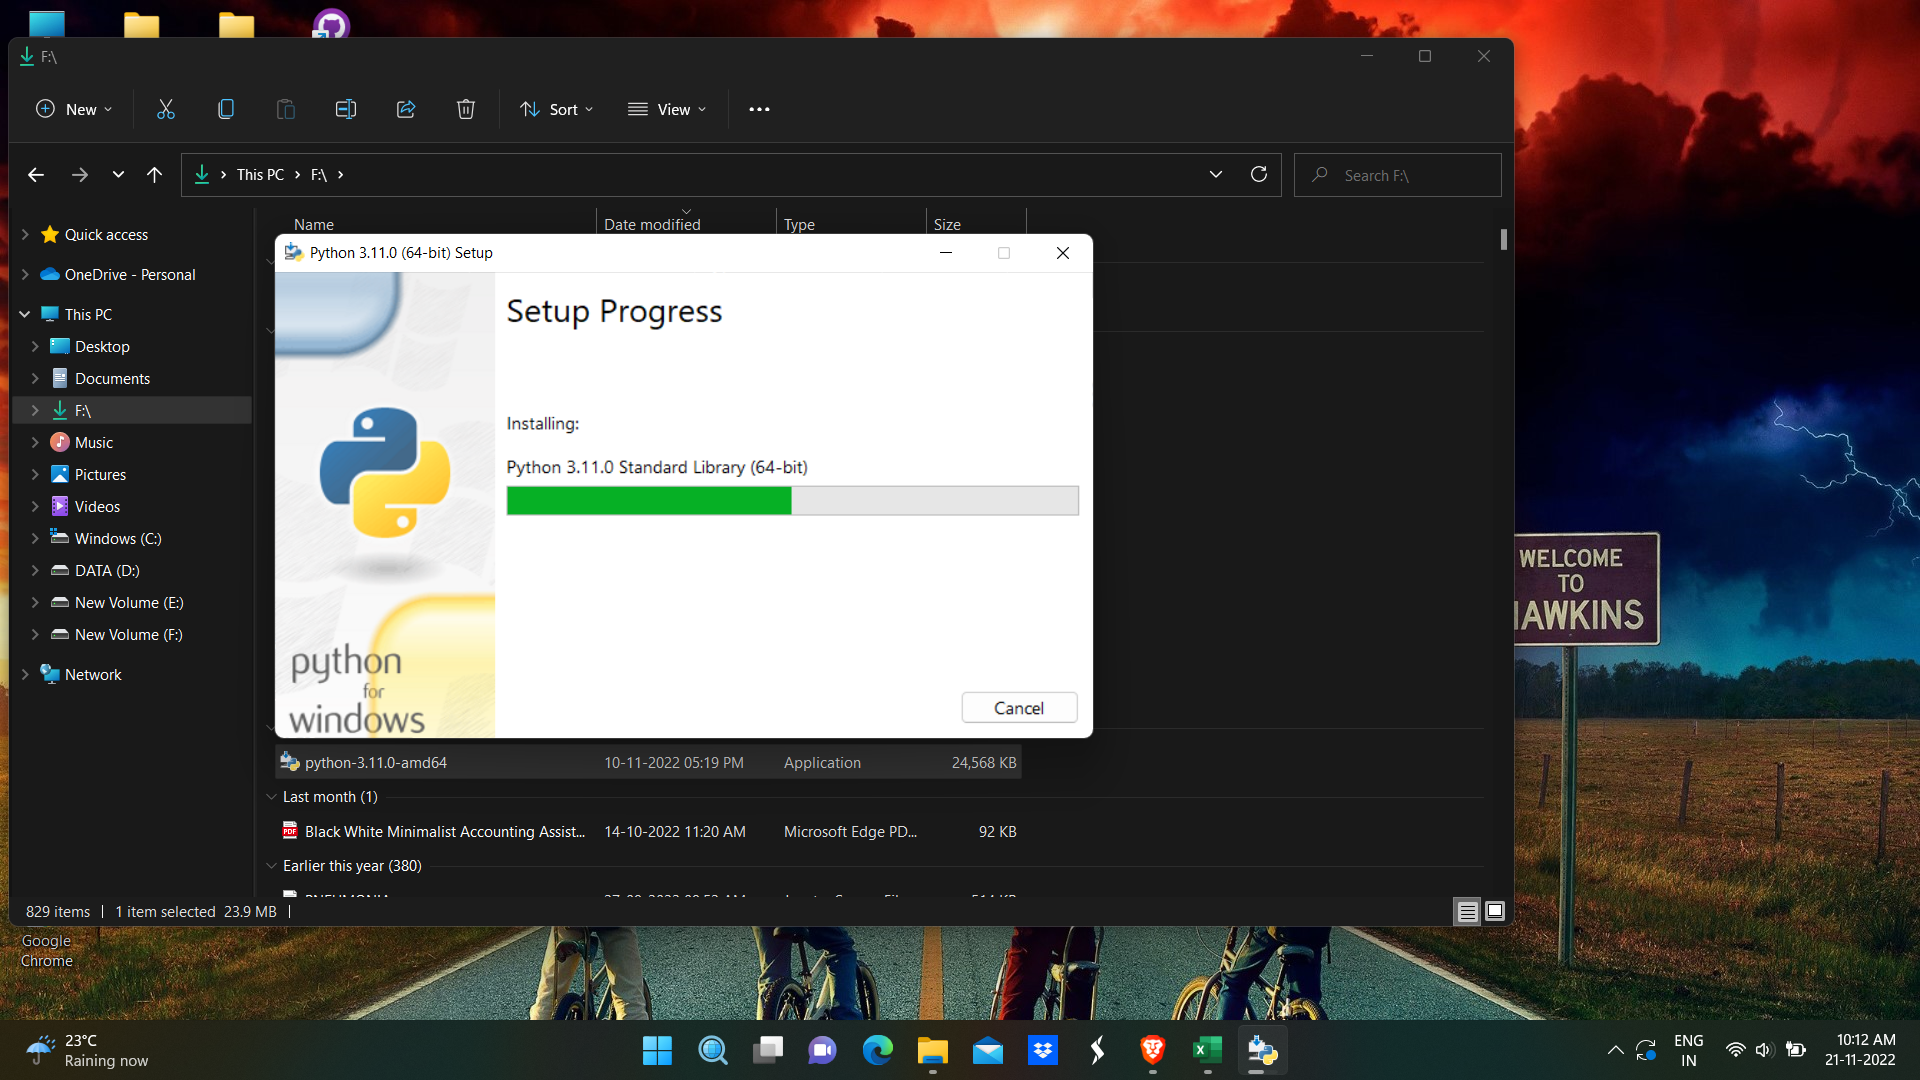 F:\
New
Sort
View
This PC
F:\
Search F:\
Quick access
OneDrive - Personal
This PC
Desktop
Documents
F:\
Music
Pictures
Videos
Windows (C:)
DATA (D:)
New Volume (E:)
New Volume (F:)
Network
Name Date modified Type Size
Python 3.11.0 (64-bit) Setup
Setup Progress
Installing:
Python 3.11.0 Standard Library (64-bit)
python
for
windows
Cancel
python-3.11.0-amd64 10-11-2022 05:19 PM Application 24,568 KB
Last month (1)
PDF
Black White Minimalist Accounting Assist... 14-10-2022 11:20 AM Microsoft Edge PD... 92 KB
Earlier this year (380)
829 items 1 item selected 23.9 MB
WELCOME
TO
HAWKINS
Google
Chrome
23°C
Raining now
ENG
IN
10:12 AM
21-11-2022